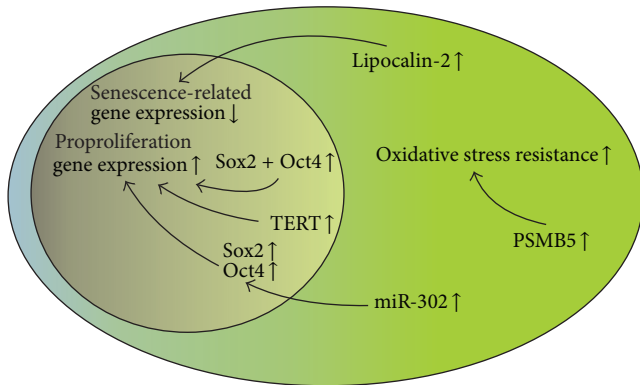 Lipocalin-2↑
Senescence-related
gene expression↓
Proproliferation
gene expression↑
Sox2 + Oct4↑
Oxidative stress resistance↑
TERT↑
PSMB5↑
Sox2↑
Oct4↑
miR-302↑